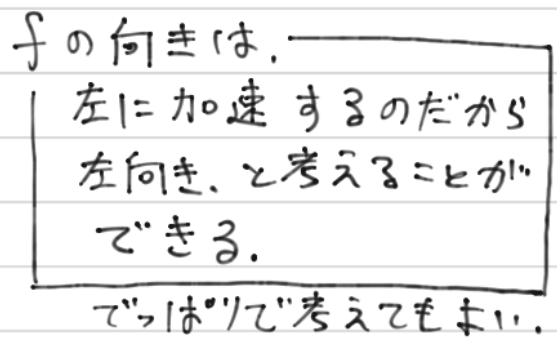 fの向きは、
左に加速するのだから
左向き、と考えることが
できる.
でっぱりで考えてもよい.